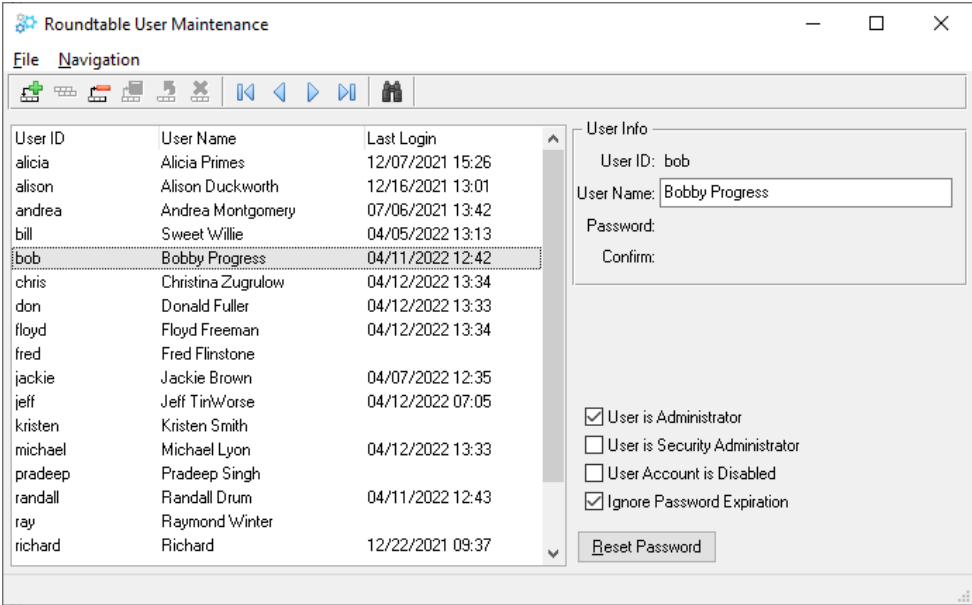 Roundtable User Maintenance
File Navigation
User ID User Name Last Login
alicia Alicia Primes 12/07/2021 15:26
alison Alison Duckworth 12/16/2021 13:01
andrea Andrea Montgomery 07/06/2021 13:42
bill Sweet Willie 04/05/2022 13:13
bob Bobby Progress 04/11/2022 12:42
chris Christina Zugrulow 04/12/2022 13:34
don Donald Fuller 04/12/2022 13:33
floyd Floyd Freeman 04/12/2022 13:34
fred Fred Flinstone
jackie Jackie Brown 04/07/2022 12:35
jeff Jeff TinWorse 04/12/2022 07:05
kristen Kristen Smith
michael Michael Lyon 04/12/2022 13:33
pradeep Pradeep Singh
randall Randall Drum 04/11/2022 12:43
ray Raymond Winter
richard Richard 12/22/2021 09:37
User Info
User ID: bob
User Name: Bobby Progress
Password:
Confirm:
User is Administrator
User is Security Administrator
User Account is Disabled
Ignore Password Expiration
Reset Password